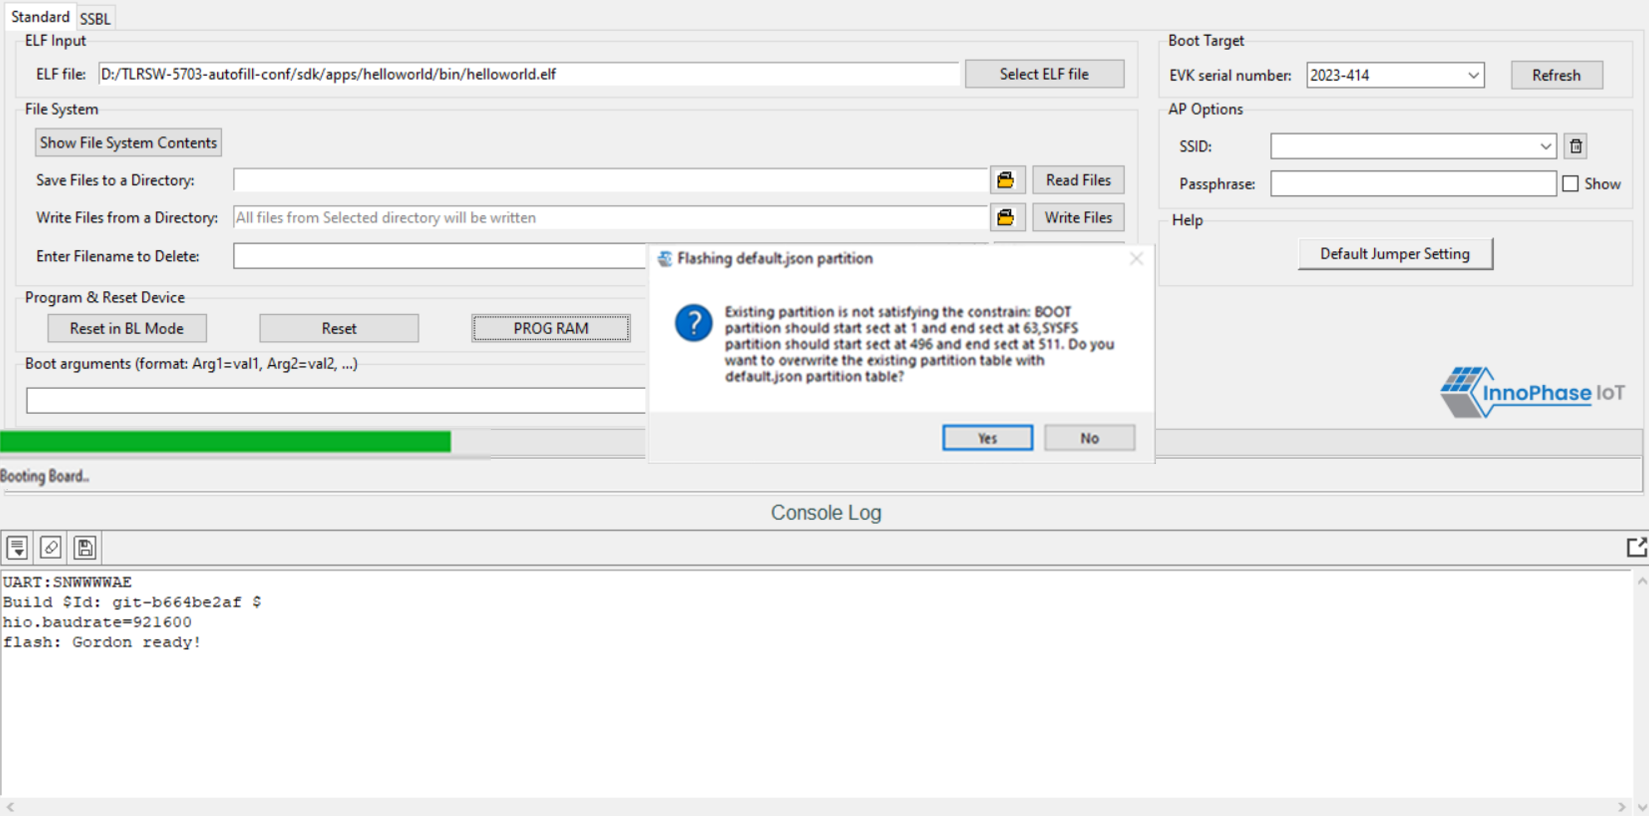 Standard SSBL
ELF Input
ELF file: D:/TLRSW-5703-autofill-conf/sdk/apps/helloworld/bin/helloworld.elf Select ELF file
File System
Show File System Contents
Save Files to a Directory: Read Files
Write Files from a Directory: All files from Selected directory will be written Write Files
Enter Filename to Delete:
Program & Reset Device
Reset in BL Mode Reset PROG RAM
Boot arguments (format: Arg1=val1, Arg2=val2, ...)
Boot Target
EVK serial number: 2023-414 Refresh
AP Options
SSID:
Passphrase: Show
Help
Default Jumper Setting
Flashing default.json partition
Existing partition is not satisfying the constrain: BOOT
partition should start sect at 1 and end sect at 63,SYSFS
partition should start sect at 496 and end sect at 511. Do you
want to overwrite the existing partition table with
default.json partition table?
Yes No
InnoPhase IoT
Booting Board..
Console Log
UART:SNWWWWAE
Build $Id: git-b664be2af $
hio.baudrate=921600
flash: Gordon ready!